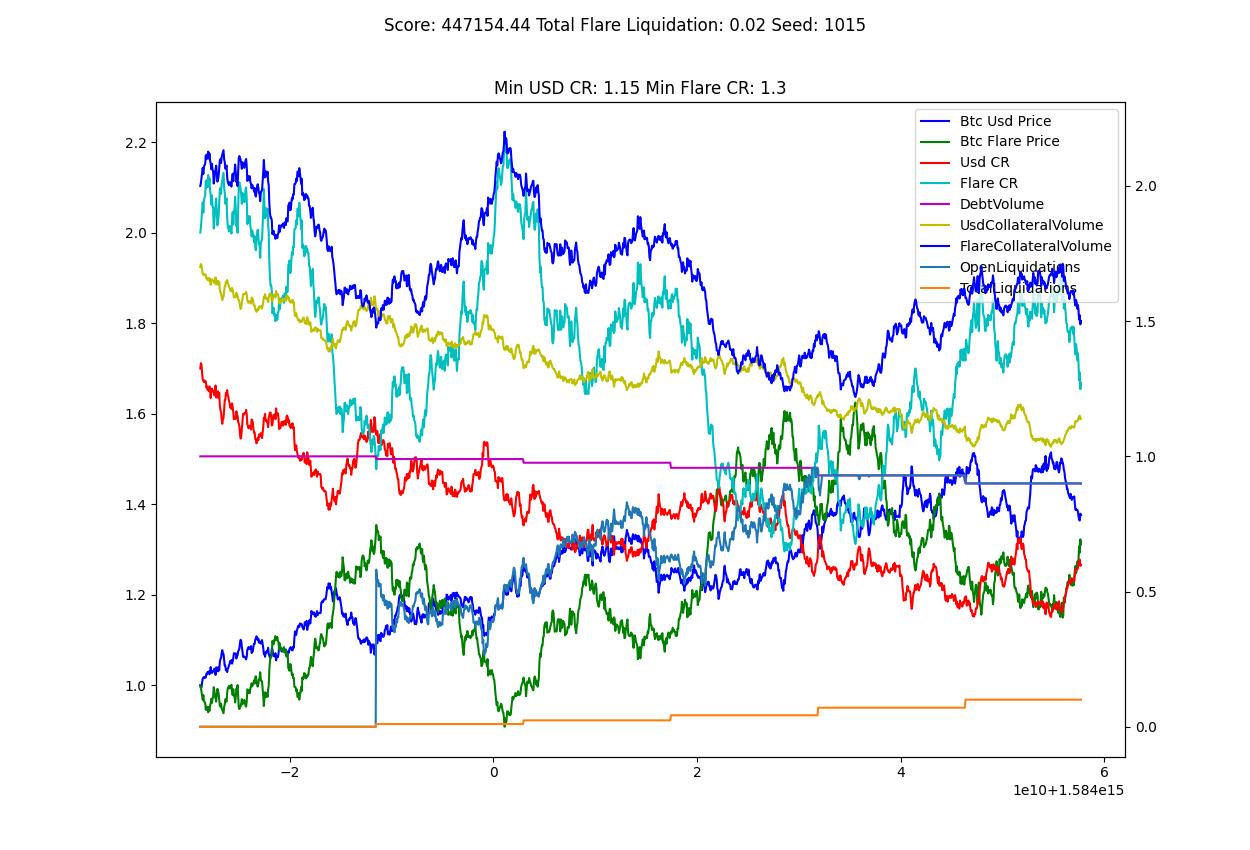 Score: 447154.44 Total Flare Liquidation: 0.02 Seed: 1015
Min USD CR: 1.15 Min Flare CR: 1.3
Btc Usd Price
Btc Flare Price
Usd CR
Flare CR
DebtVolume
UsdCollateralVolume
FlareCollateralVolume
OpenLiquidations
TotalLiquidations
2.2
2.0
1.8
1.6
1.4
1.2
1.0
2.0
1.5
1.0
0.5
0.0
−2
0
2
4
6
1e10+1.584e15